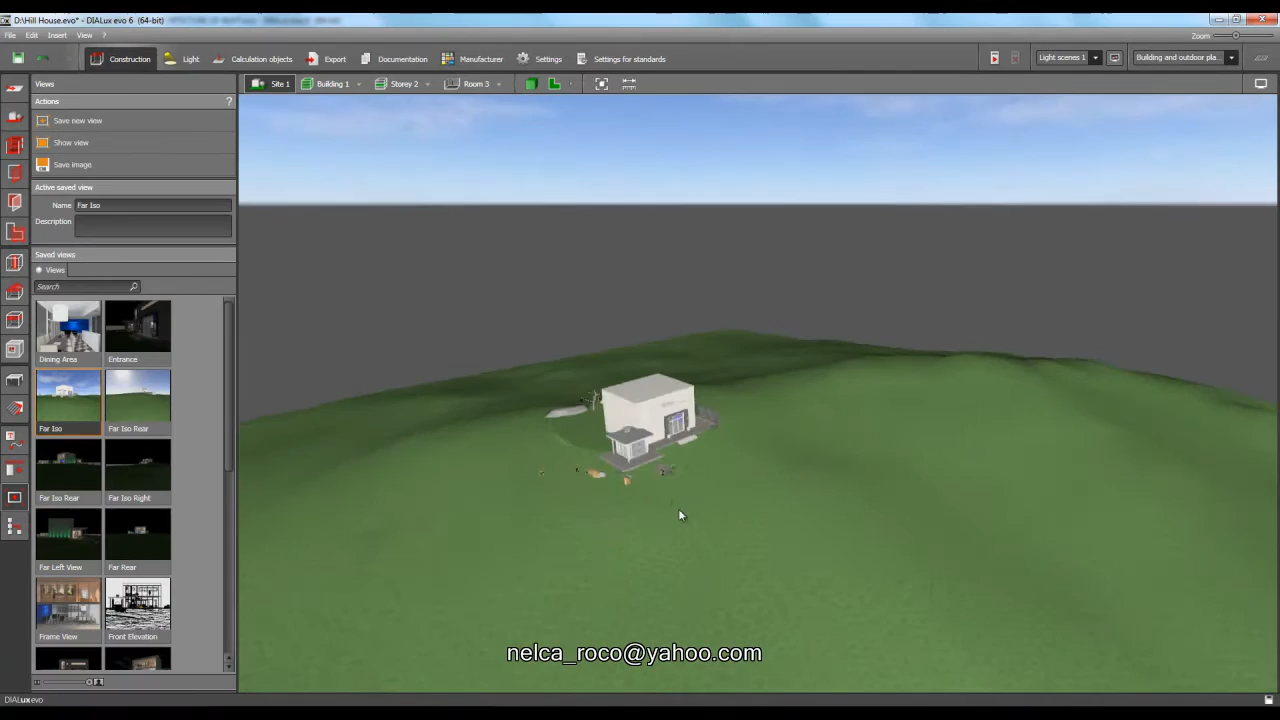 D:\Hill House.evo* - DIALux evo 6 (64-bit)
File Edit Insert View ?
Zoom
Construction Light Calculation objects Export Documentation Manufacturer Settings Settings for standards
Light scenes 1
Building and outdoor pla...
Views
Site 1 Building 1 Storey 2 Room 3
Actions ?
Save new view
Show view
Save image
Active saved view
Name Far Iso
Description
Saved views
Views
Search
Dining Area Entrance
Far Iso Far Iso Rear
Far Iso Rear Far Iso Right
Far Left View Far Rear
Frame View Front Elevation
nelca_roco@yahoo.com
DIALux evo